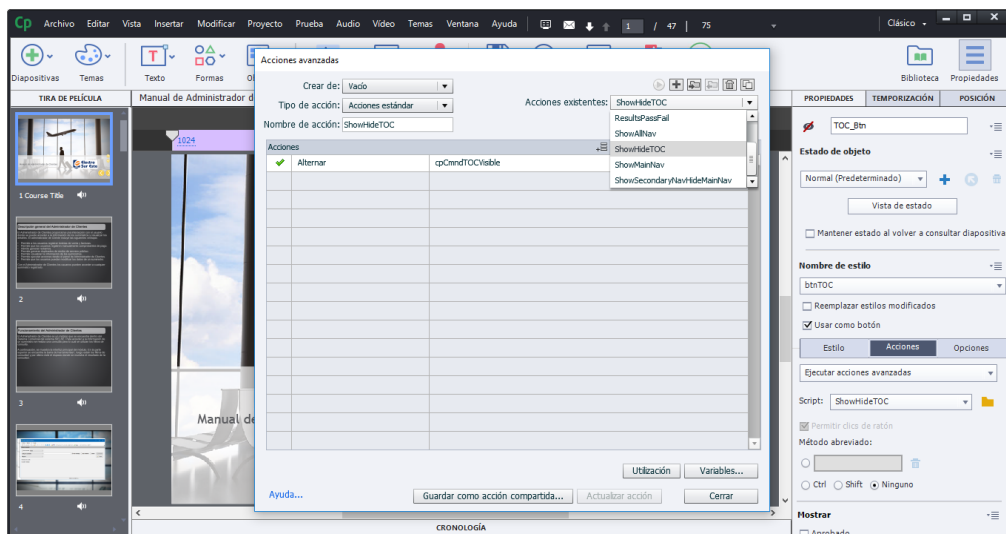 Cp Archivo Editar Vista Insertar Modificar Proyecto Prueba Audio Vídeo Temas Ventana Ayuda 1 / 47 75 Clásico
Diapositivas Temas Texto Formas Biblioteca Propiedades
TIRA DE PELÍCULA
Manual de Administrador d
PROPIEDADES TEMPORIZACIÓN POSICIÓN
1024
1 Course Title
2
3
4
Manual de
Acciones avanzadas
Crear de: Vacío
Tipo de acción: Acciones estándar
Acciones existentes: ShowHideTOC
Nombre de acción: ShowHideTOC
ResultsPassFail
ShowAllNav
ShowHideTOC
ShowMainNav
ShowSecondaryNavHideMainNav
Acciones
Alternar cpCmndTOCVisible
Utilización Variables...
Ayuda... Guardar como acción compartida... Actualizar acción Cerrar
CRONOLOGÍA
TOC_Btn
Estado de objeto
Normal (Predeterminado)
Vista de estado
Mantener estado al volver a consultar diapositiva
Nombre de estilo
btnTOC
Reemplazar estilos modificados
Usar como botón
Estilo Acciones Opciones
Ejecutar acciones avanzadas
Script: ShowHideTOC
Permitir clics de ratón
Método abreviado:
Ctrl Shift Ninguno
Mostrar
Aprobado